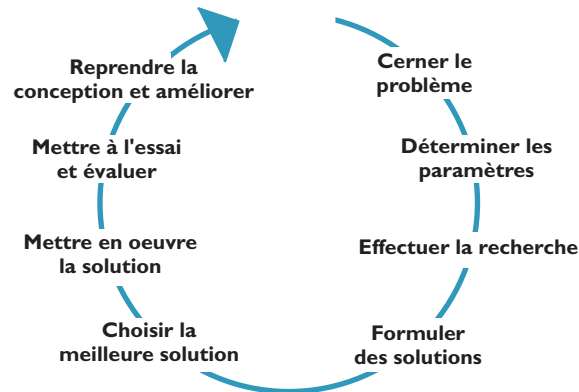 Cerner le
problème
Déterminer les
paramètres
Effectuer la recherche
Formuler
des solutions
Choisir la
meilleure solution
Mettre en oeuvre
la solution
Mettre à l'essai
et évaluer
Reprendre la
conception et améliorer